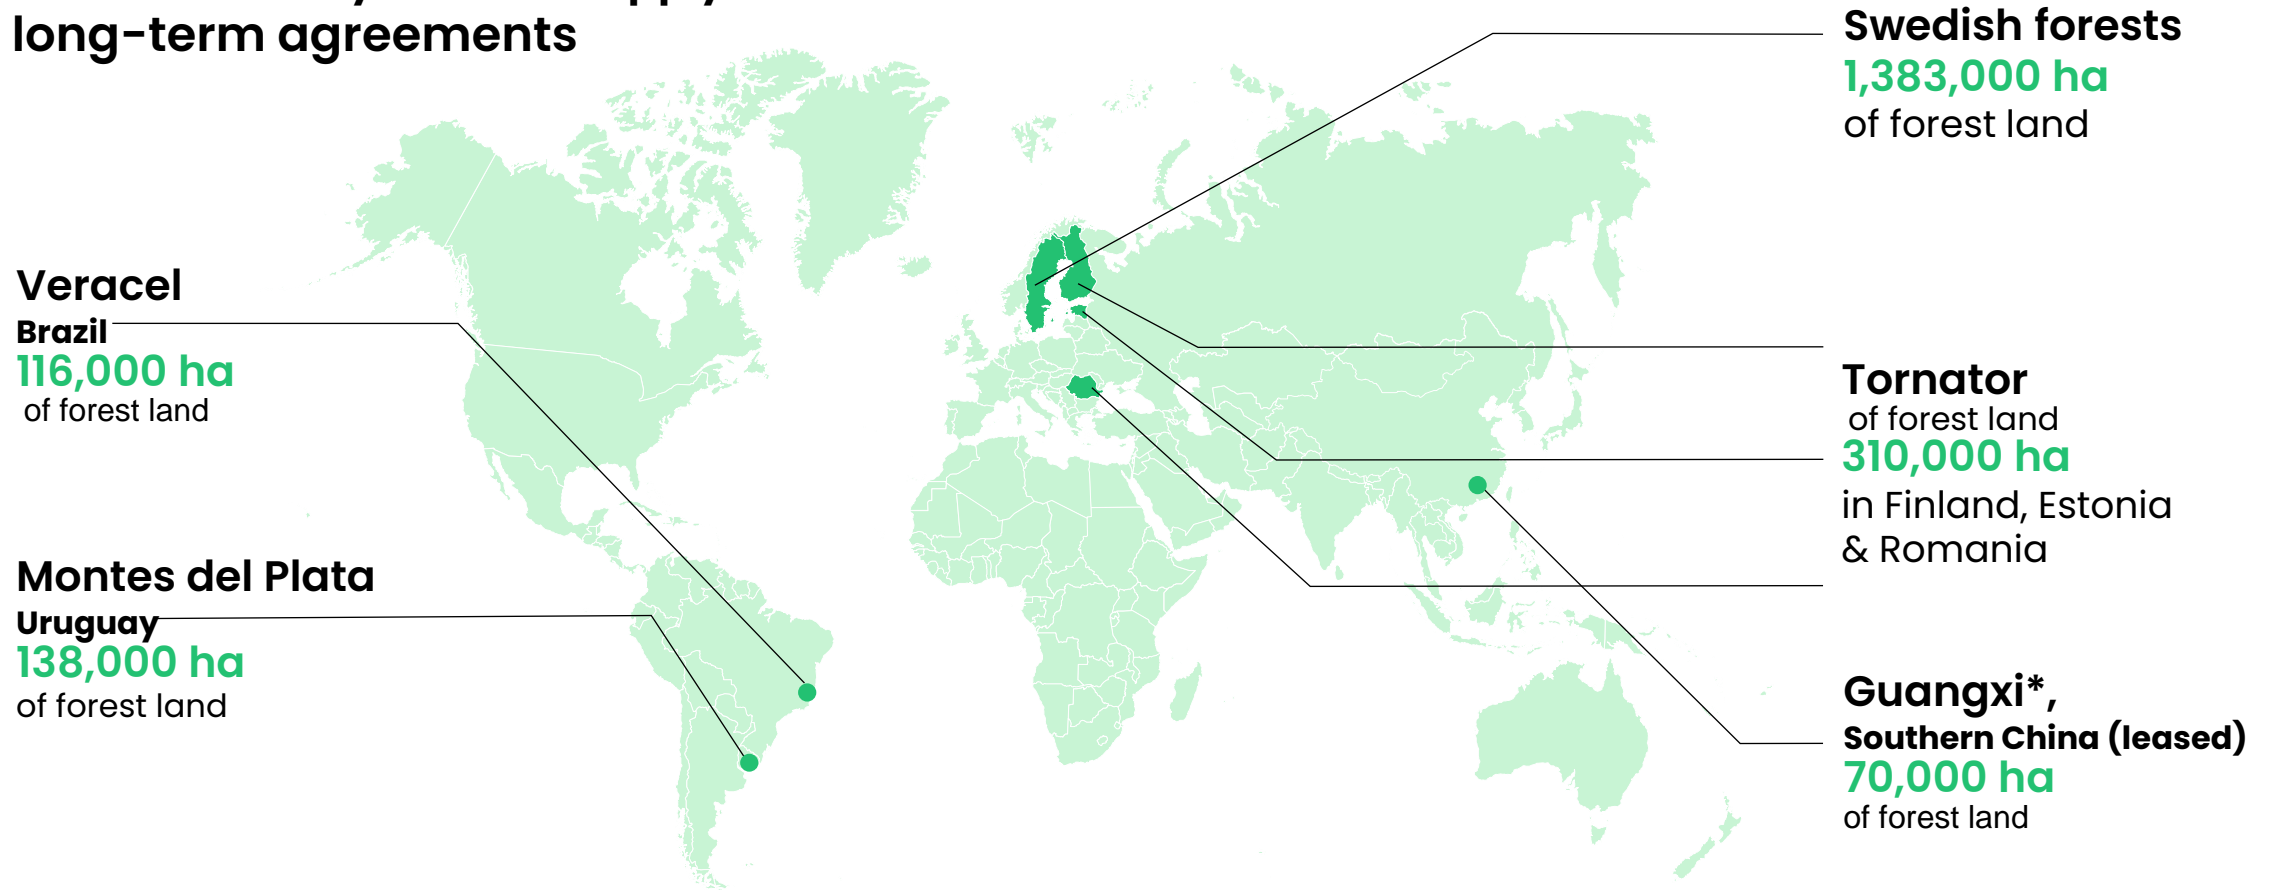 long-term agreements
Veracel
Brazil
116,000 ha
of forest land
Montes del Plata
Uruguay
138,000 ha
of forest land
Swedish forests
1,383,000 ha
of forest land
Tornator
of forest land
310,000 ha
in Finland, Estonia
& Romania
Guangxi*,
Southern China (leased)
70,000 ha
of forest land